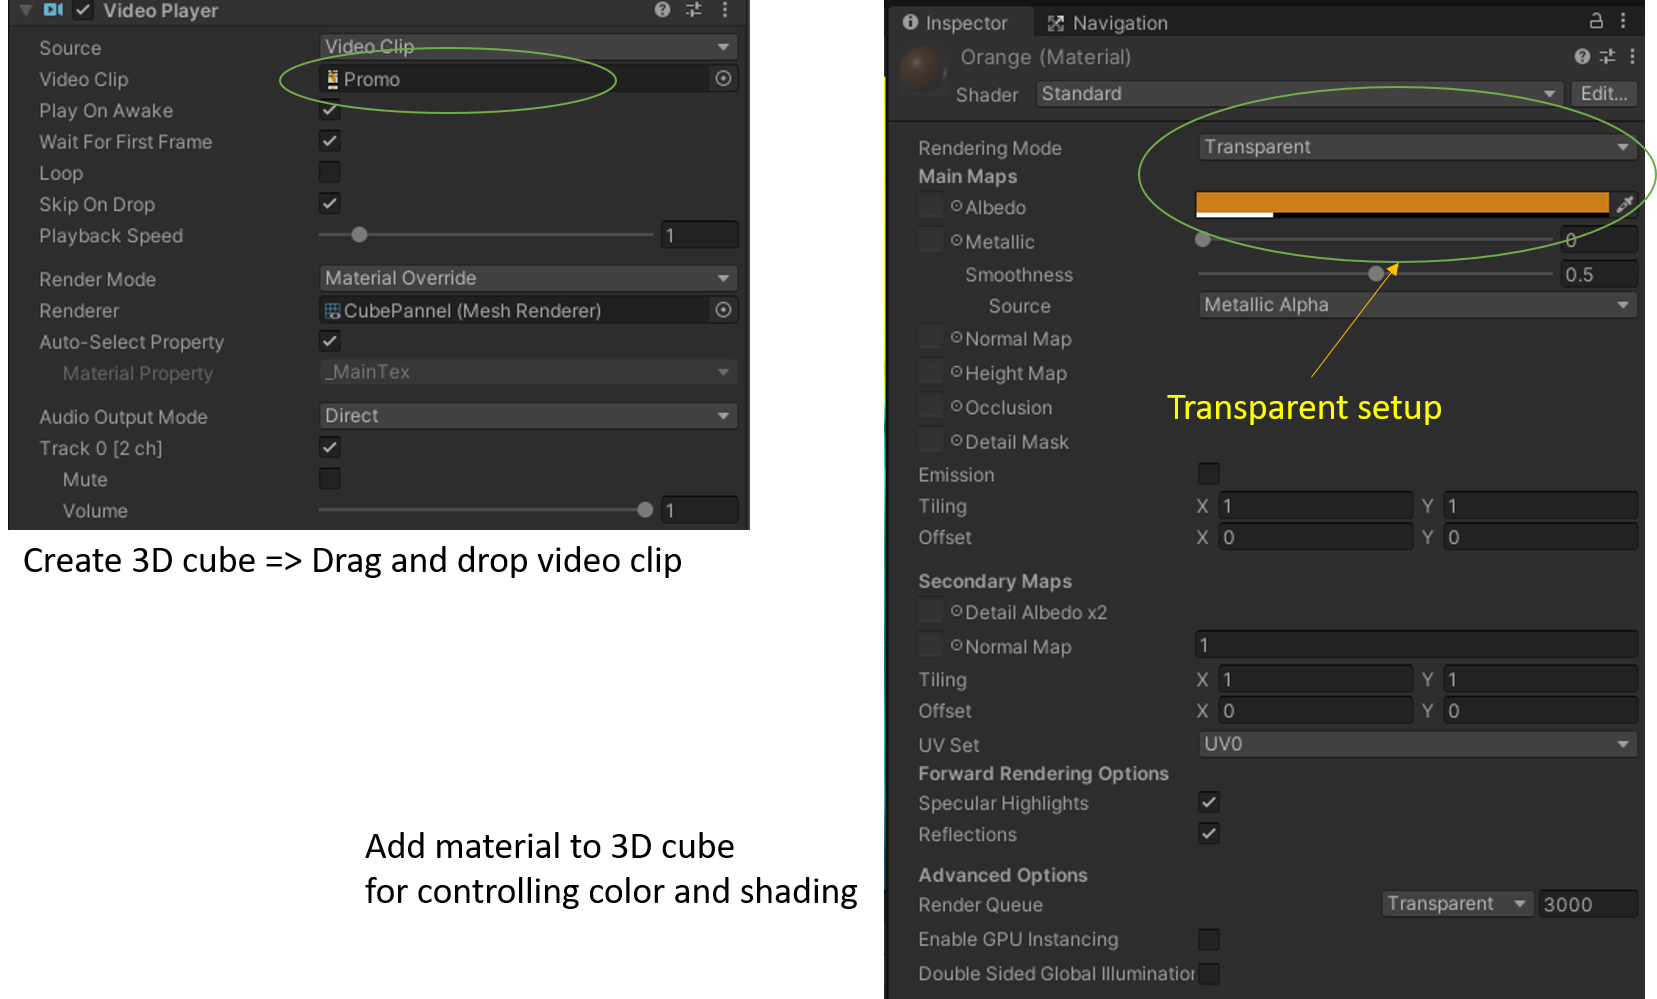 Video Player
Source Video Clip
Video Clip Promo
Play On Awake
Wait For First Frame
Loop
Skip On Drop
Playback Speed 1
Render Mode Material Override
Renderer CubePannel (Mesh Renderer)
Auto-Select Property
Material Property _MainTex
Audio Output Mode Direct
Track 0 [2 ch]
Mute
Volume 1
Create 3D cube => Drag and drop video clip
Add material to 3D cube
for controlling color and shading
Inspector Navigation
Orange (Material)
Shader Standard Edit...
Rendering Mode Transparent
Main Maps
Albedo
Metallic 0
Smoothness 0.5
Source Metallic Alpha
Normal Map
Height Map
Transparent setup
Occlusion
Detail Mask
Emission
Tiling X 1 Y 1
Offset X 0 Y 0
Secondary Maps
Detail Albedo x2
Normal Map 1
Tiling X 1 Y 1
Offset X 0 Y 0
UV Set UV0
Forward Rendering Options
Specular Highlights
Reflections
Advanced Options
Render Queue Transparent 3000
Enable GPU Instancing
Double Sided Global Illumination